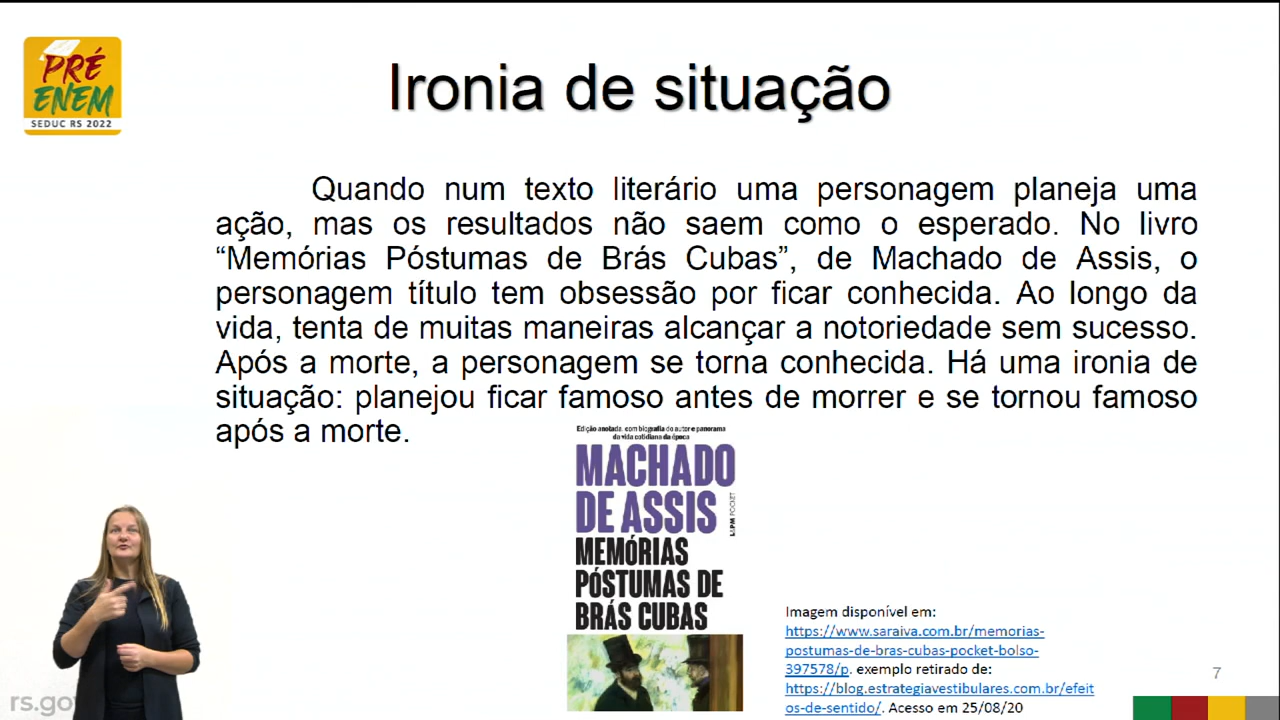 PRÉ
ENEM
SEDUC RS 2022
Ironia de situação
Quando num texto literário uma personagem planeja uma
ação, mas os resultados não saem como o esperado. No livro
“Memórias Póstumas de Brás Cubas”, de Machado de Assis, o
personagem título tem obsessão por ficar conhecida. Ao longo da
vida, tenta de muitas maneiras alcançar a notoriedade sem sucesso.
Após a morte, a personagem se torna conhecida. Há uma ironia de
situação: planejou ficar famoso antes de morrer e se tornou famoso
após a morte.
Edição anotada, com biografia do autor e panorama
da vida cotidiana da época
MACHADO
DE ASSIS
L&PM POCKET
MEMÓRIAS
PÓSTUMAS DE
BRÁS CUBAS
Imagem disponível em:
https://www.saraiva.com.br/memorias-
postumas-de-bras-cubas-pocket-bolso-
397578/p. exemplo retirado de:
https://blog.estrategiavestibulares.com.br/efeit
os-de-sentido/. Acesso em 25/08/20
7
rs.gov